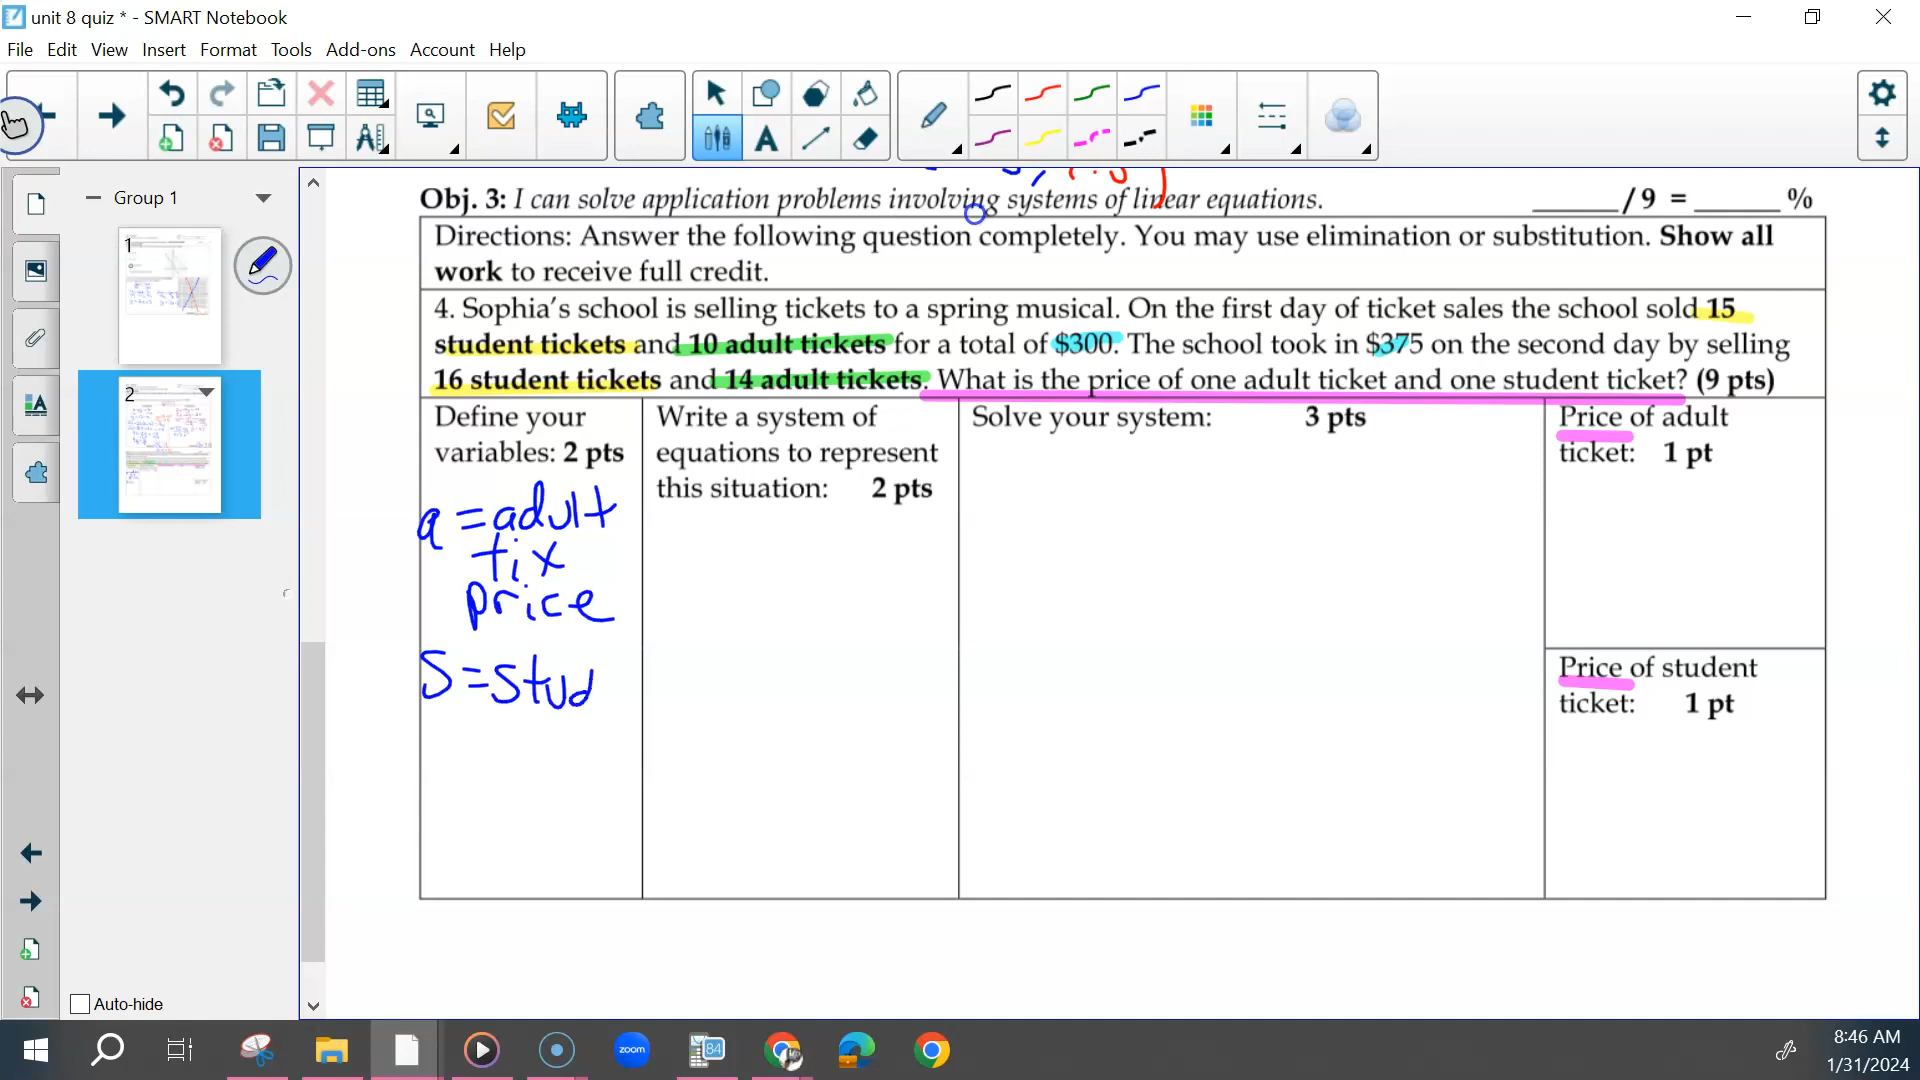 unit 8 quiz * - SMART Notebook
File Edit View Insert Format Tools Add-ons Account Help
Group 1
1
2
Auto-hide
Obj. 3: I can solve application problems involving systems of linear equations. ______/ 9 = ______ %
Directions: Answer the following question completely. You may use elimination or substitution. Show all
work to receive full credit.
4. Sophia's school is selling tickets to a spring musical. On the first day of ticket sales the school sold 15
student tickets and 10 adult tickets for a total of $300. The school took in $375 on the second day by selling
16 student tickets and 14 adult tickets. What is the price of one adult ticket and one student ticket? (9 pts)
Define your
variables: 2 pts
a = adult
tix
price
S = Stud
Write a system of
equations to represent
this situation: 2 pts
Solve your system: 3 pts
Price of adult
ticket: 1 pt
Price of student
ticket: 1 pt
zoom
84
8:46 AM
1/31/2024